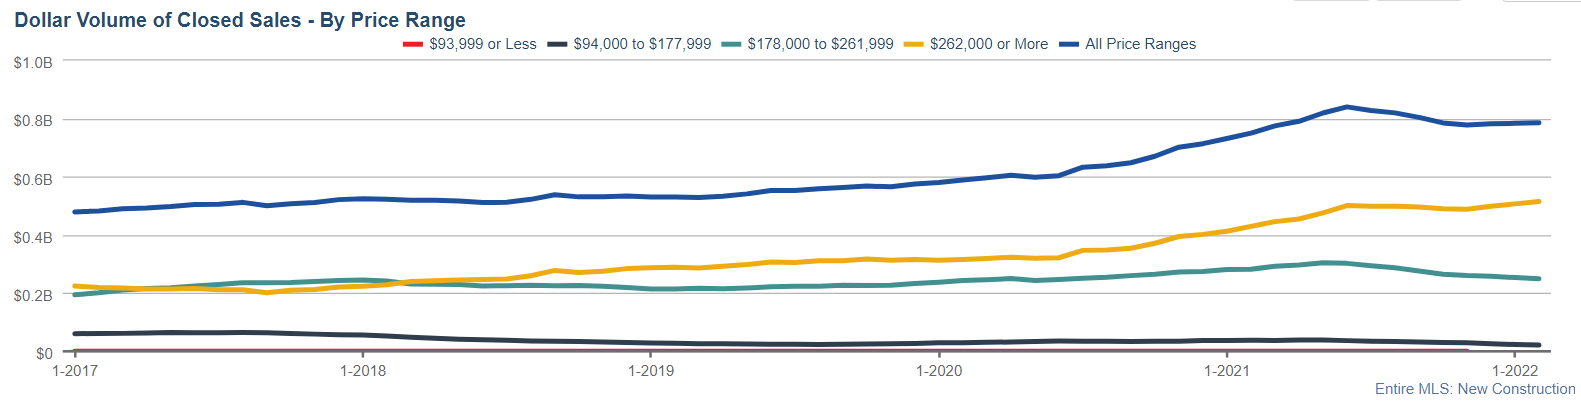 Dollar Volume of Closed Sales - By Price Range
$93,999 or Less $94,000 to $177,999 $178,000 to $261,999 $262,000 or More All Price Ranges
$1.0B
$0.8B
$0.6B
$0.4B
$0.2B
$0
1-2017 1-2018 1-2019 1-2020 1-2021 1-2022
Entire MLS: New Construction